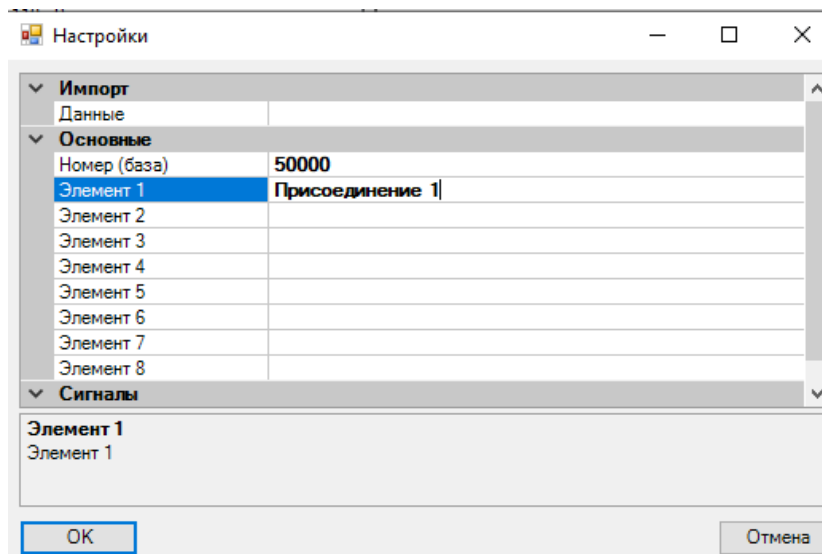 Настройки
Импорт
Данные
Основные
Номер (база) 50000
Элемент 1 Присоединение 1
Элемент 2
Элемент 3
Элемент 4
Элемент 5
Элемент 6
Элемент 7
Элемент 8
Сигналы
Элемент 1
Элемент 1
OK Отмена